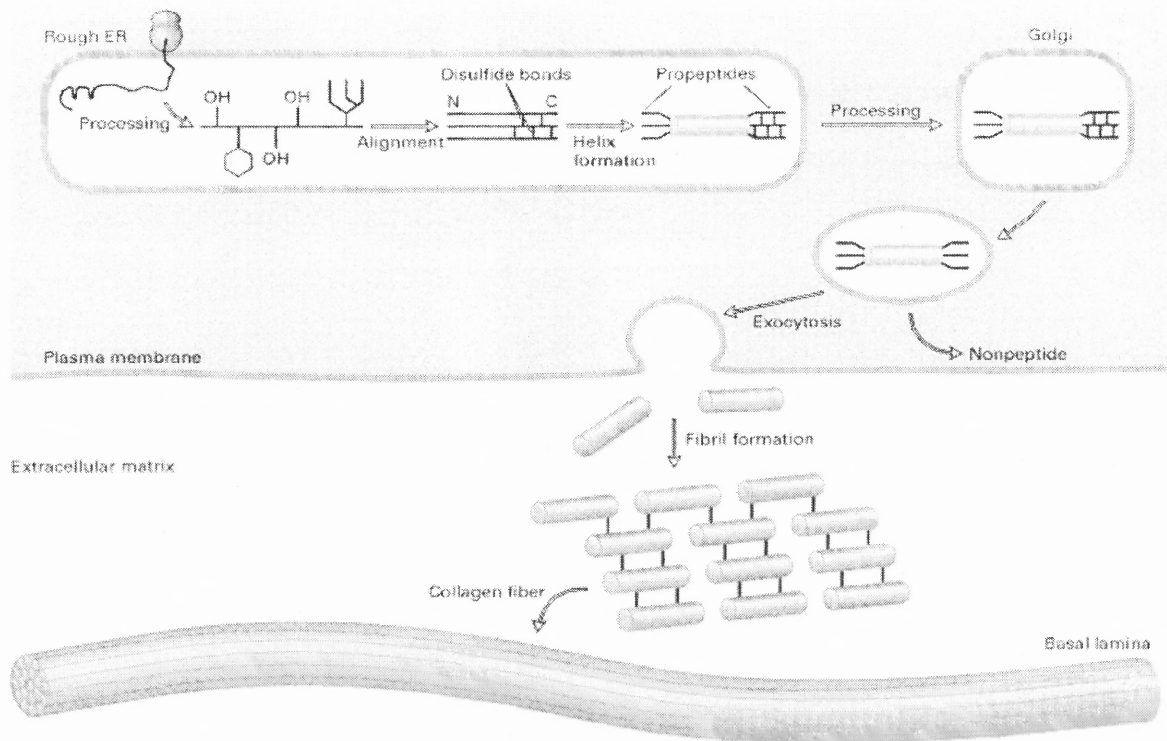 Rough ER
Golgi
OH
OH
OH
Processing
Alignment
Disulfide bonds
N
C
Helix
formation
Propeptides
Processing
Exocytosis
Nonpeptide
Plasma membrane
Fibril formation
Extracellular matrix
Collagen fiber
Basal lamina